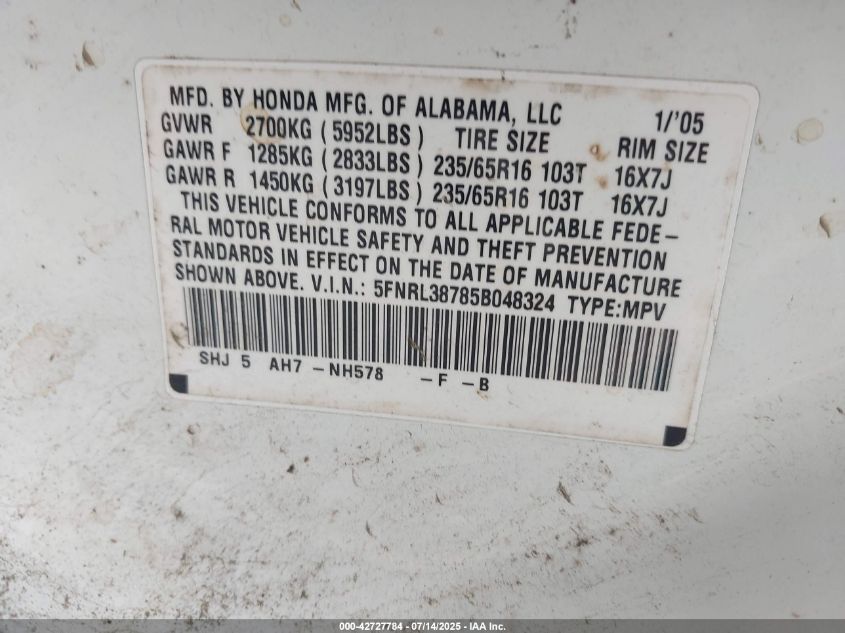 MFD. BY HONDA MFG. OF ALABAMA, LLC 1/'05
GVWR 2700KG ( 5952LBS ) TIRE SIZE RIM SIZE
GAWR F 1285KG ( 2833LBS ) 235/65R16 103T 16X7J
GAWR R 1450KG ( 3197LBS ) 235/65R16 103T 16X7J
THIS VEHICLE CONFORMS TO ALL APPLICABLE FEDE-
RAL MOTOR VEHICLE SAFETY AND THEFT PREVENTION
STANDARDS IN EFFECT ON THE DATE OF MANUFACTURE
SHOWN ABOVE. V.I.N.: 5FNRL38785B048324 TYPE:MPV
SHJ 5 AH7 -NH578 -F -B
000-42727784 - 07/14/2025 - IAA Inc.